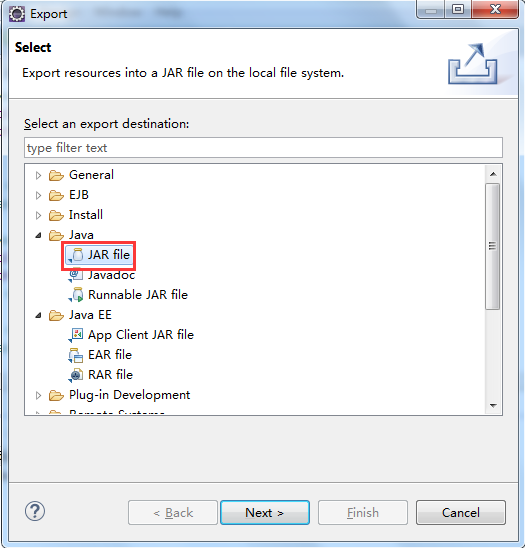 Export
Select
Export resources into a JAR file on the local file system.
Select an export destination:
type filter text
General
EJB
Install
Java
JAR file
Javadoc
Runnable JAR file
Java EE
App Client JAR file
EAR file
RAR file
Plug-in Development
Remote Systems
?
< Back
Next >
Finish
Cancel